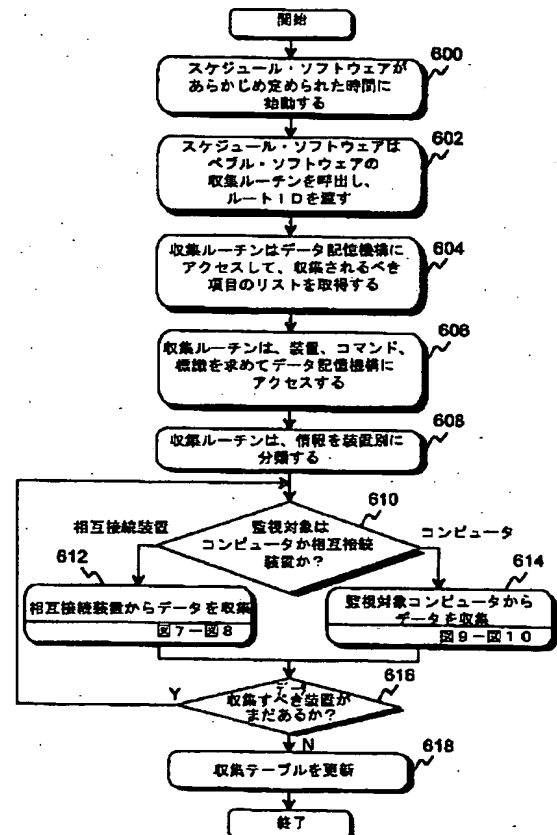 開始
600
スケジュール・ソフトウェアが
あらかじめ定められた時間に
始動する
602
スケジュール・ソフトウェアは
ペブル・ソフトウェアの
収集ルーチンを呼出し、
ルートIDを渡す
604
収集ルーチンはデータ記憶機構に
アクセスして、収集されるべき
項目のリストを取得する
606
収集ルーチンは、装置、コマンド、
標識を求めてデータ記憶機構に
アクセスする
608
収集ルーチンは、情報を装置別に
分類する
610
監視対象は
コンピュータか相互接続
装置か?
相互接続装置
コンピュータ
612
相互接続装置からデータを収集
図7-図8
614
監視対象コンピュータから
データを収集
図9-図10
616
データ
収集すべき装置が
まだあるか?
Y
N
618
収集テーブルを更新
終了